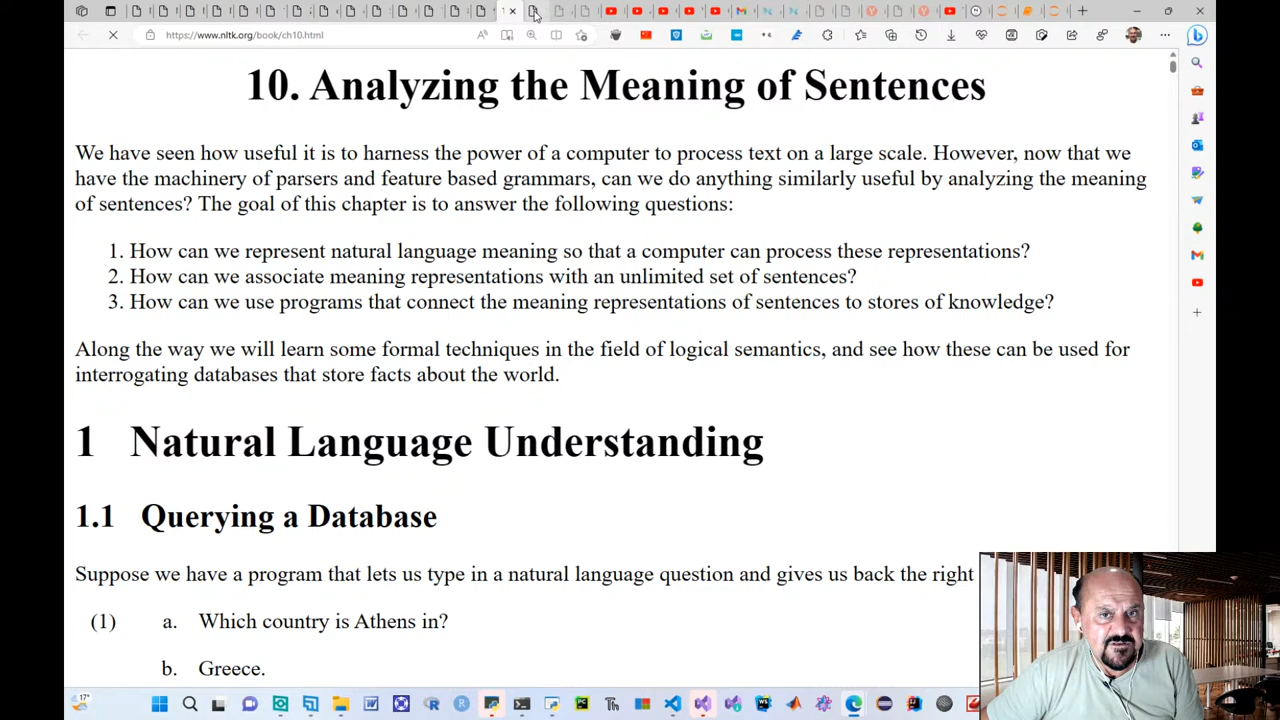 https://www.nltk.org/book/ch10.html
10. Analyzing the Meaning of Sentences
We have seen how useful it is to harness the power of a computer to process text on a large scale. However, now that we
have the machinery of parsers and feature based grammars, can we do anything similarly useful by analyzing the meaning
of sentences? The goal of this chapter is to answer the following questions:
1. How can we represent natural language meaning so that a computer can process these representations?
2. How can we associate meaning representations with an unlimited set of sentences?
3. How can we use programs that connect the meaning representations of sentences to stores of knowledge?
Along the way we will learn some formal techniques in the field of logical semantics, and see how these can be used for
interrogating databases that store facts about the world.
1 Natural Language Understanding
1.1 Querying a Database
Suppose we have a program that lets us type in a natural language question and gives us back the right
(1) a. Which country is Athens in?
b. Greece.
17°